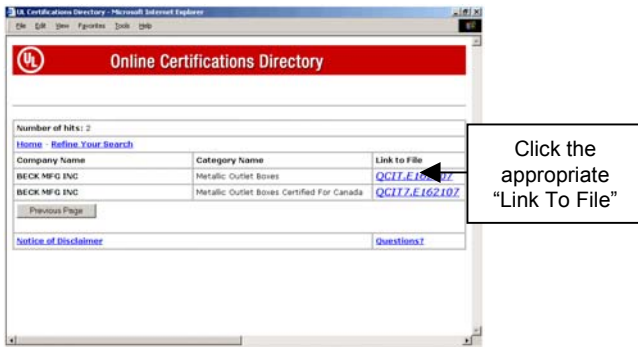 UL Certifications Directory - Microsoft Internet Explorer
File Edit View Favorites Tools Help
UL
Online Certifications Directory
Number of hits: 2
Home - Refine Your Search
Company Name Category Name Link to File
BECK MFG INC Metallic Outlet Boxes QCIT.E162107
BECK MFG INC Metallic Outlet Boxes Certified For Canada QCIT7.E162107
Previous Page
Notice of Disclaimer Questions?
Click the
appropriate
“Link To File”